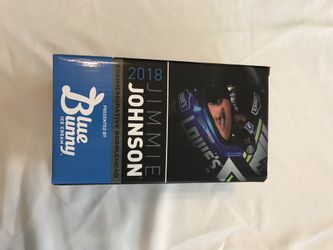 2018
JIMMIE
JOHNSON
COMMEMORATIVE BOBBLEHEAD
PRESENTED BY
Blue
Bunny
ICE CREAM
LOWE'S